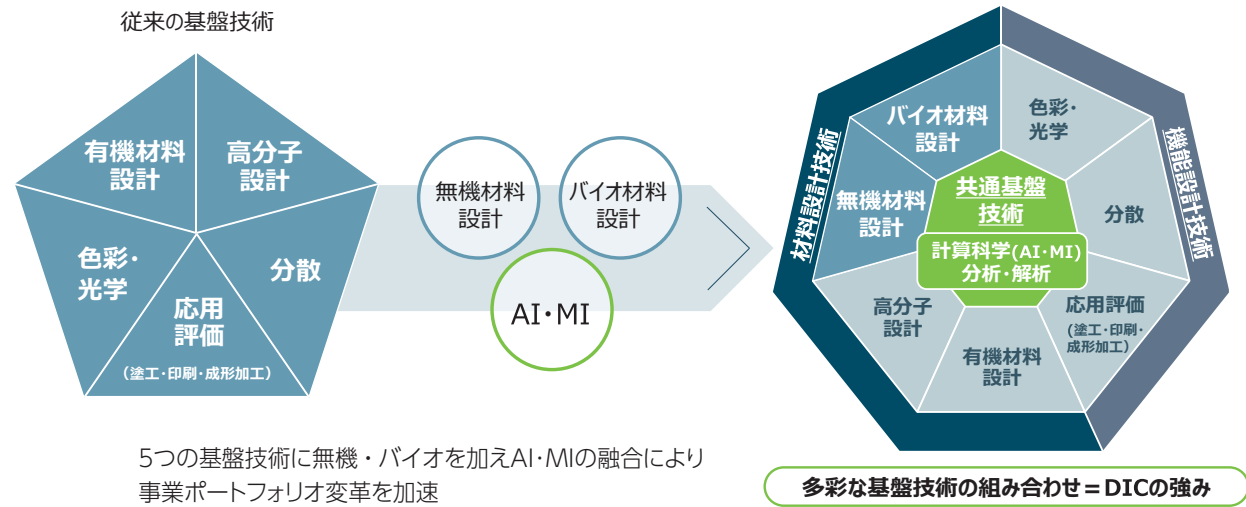 従来の基盤技術
有機材料
設計
高分子
設計
色彩・
光学
分散
応用
評価
（塗工・印刷・成形加工）
無機材料
設計
バイオ材料
設計
AI・MI
5つの基盤技術に無機・バイオを加えAI・MIの融合により
事業ポートフォリオ変革を加速
材料設計技術
機能設計技術
バイオ材料
設計
色彩・
光学
無機材料
設計
分散
共通基盤
技術
計算科学(AI・MI)
分析・解析
高分子
設計
有機材料
設計
応用評価
(塗工・印刷・
成形加工)
多彩な基盤技術の組み合わせ＝DICの強み